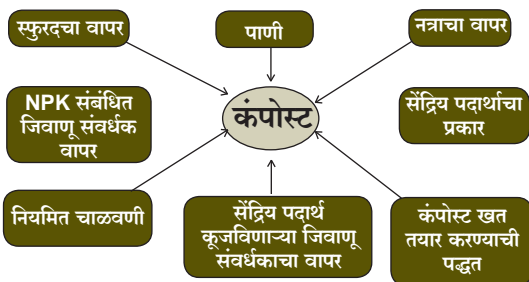 स्फुरदचा वापर
पाणी
नत्राचा वापर
NPK संबंधित
जिवाणू संवर्धक
वापर
कंपोस्ट
सेंद्रिय पदार्थाचा
प्रकार
नियमित चाळवणी
सेंद्रिय पदार्थ
कूजविणाऱ्या जिवाणू
संवर्धकाचा वापर
कंपोस्ट खत
तयार करण्याची
पद्धत